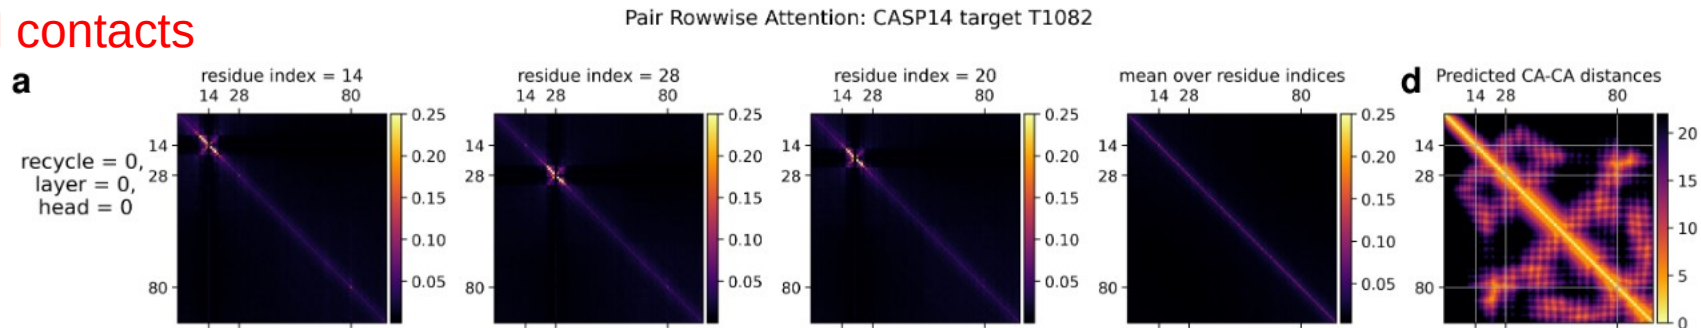 Pair Rowwise Attention: CASP14 target T1082
contacts
a
residue index = 14
14 28 80
residue index = 28
14 28 80
residue index = 20
14 28 80
mean over residue indices
14 28 80
d
Predicted CA-CA distances
14 28 80
recycle = 0,
layer = 0,
head = 0
14
28
80
0.25
0.20
0.15
0.10
0.05
14
28
80
0.25
0.20
0.15
0.10
0.05
14
28
80
0.25
0.20
0.15
0.10
0.05
14
28
80
0.25
0.20
0.15
0.10
0.05
14
28
80
20
15
10
5
0